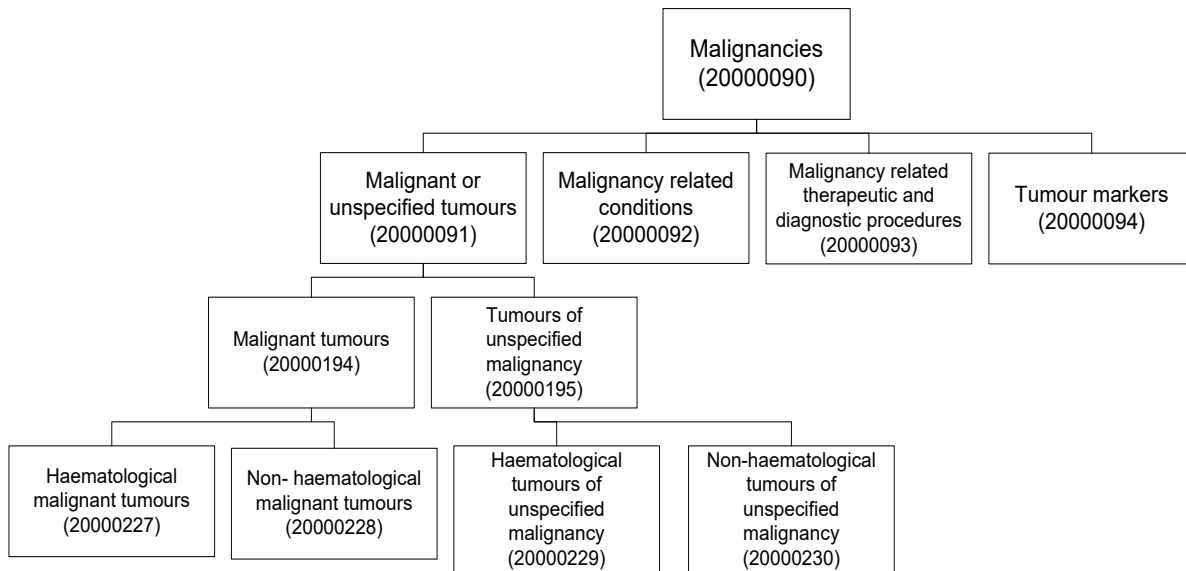 Malignancies
(20000090)
Malignant or
unspecified tumours
(20000091)
Malignancy related
conditions
(20000092)
Malignancy related
therapeutic and
diagnostic procedures
(20000093)
Tumour markers
(20000094)
Malignant tumours
(20000194)
Tumours of
unspecified
malignancy
(20000195)
Haematological
malignant tumours
(20000227)
Non- haematological
malignant tumours
(20000228)
Haematological
tumours of
unspecified
malignancy
(20000229)
Non-haematological
tumours of
unspecified
malignancy
(20000230)